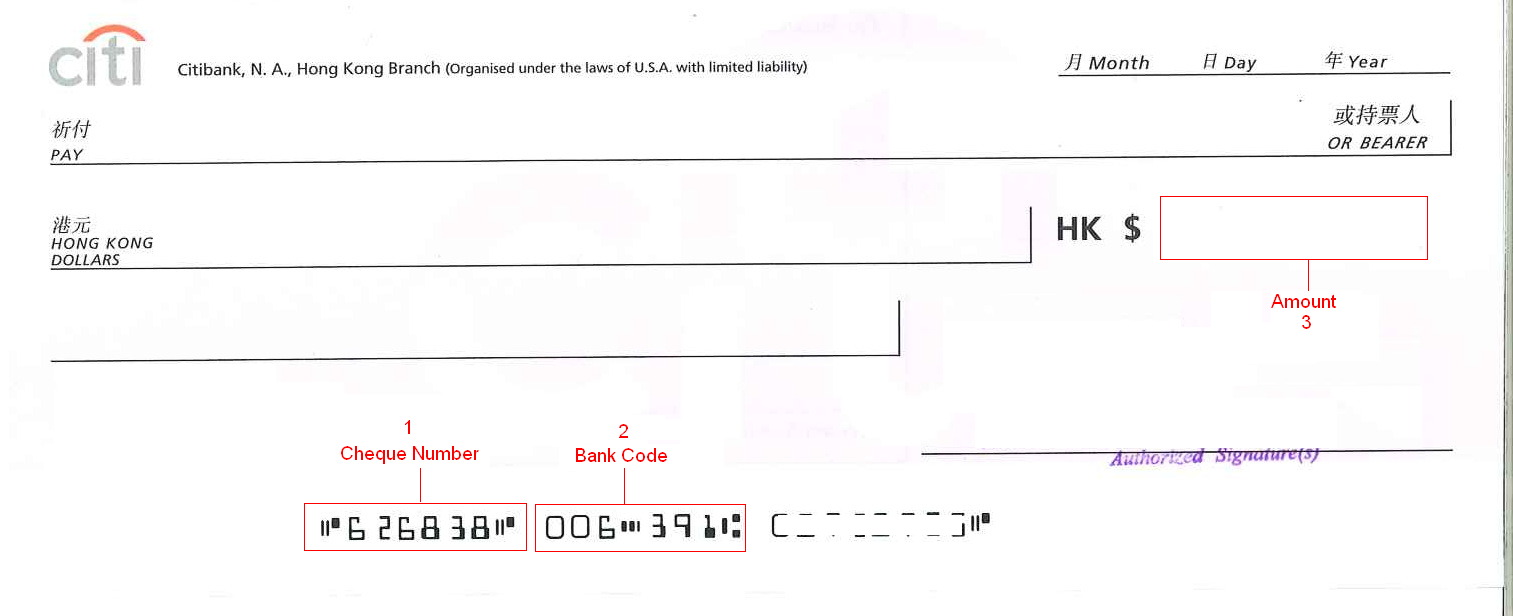 citi
Citibank, N. A., Hong Kong Branch (Organised under the laws of U.S.A. with limited liability)
月 Month 日 Day 年 Year
祈付
PAY
或持票人
OR BEARER
港元
HONG KONG
DOLLARS
HK $
Amount
3
1
Cheque Number
2
Bank Code
Authorized Signature(s)
⑈626838⑈ 006⑉391⑆